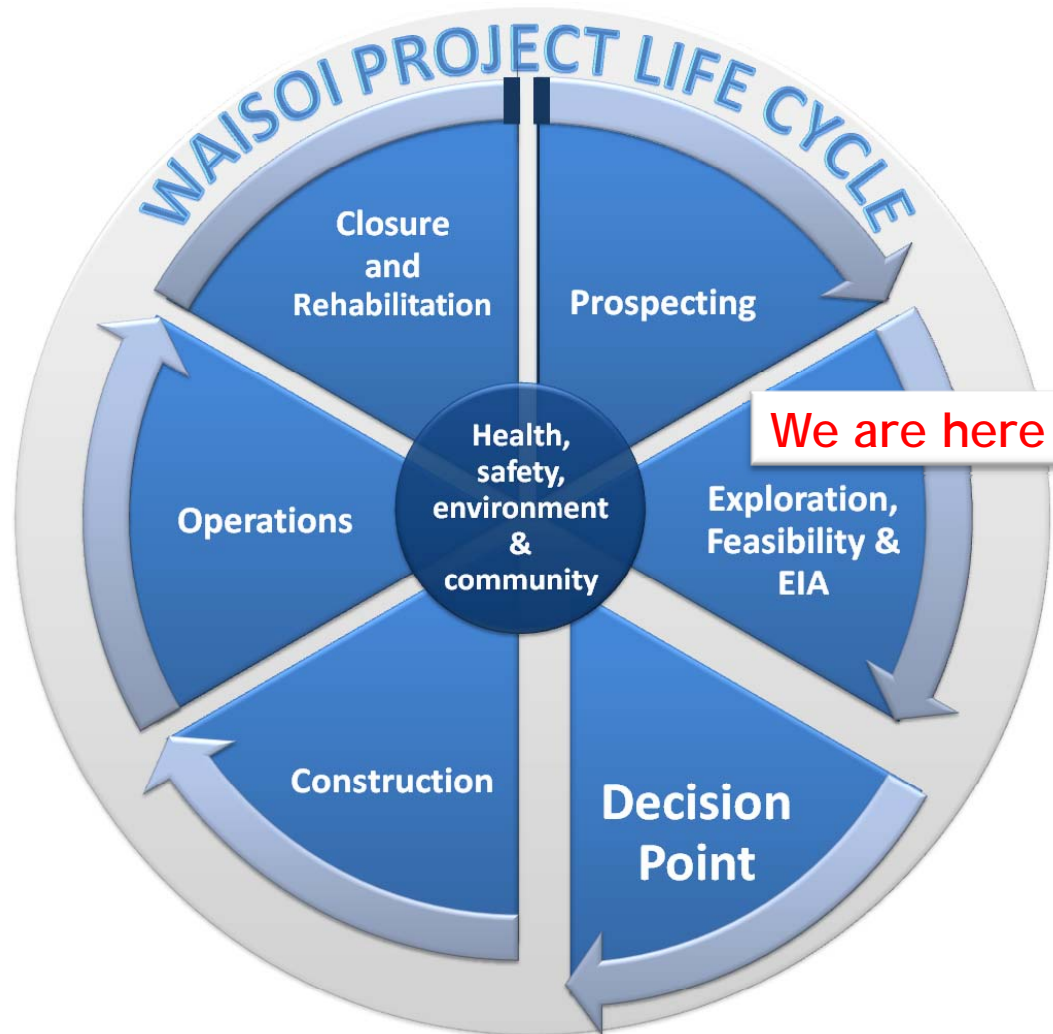 WAISOI PROJECT LIFE CYCLE
Closure
and
Rehabilitation
Prospecting
We are here
Health,
safety,
environment
&
community
Operations
Exploration,
Feasibility &
EIA
Construction
Decision
Point